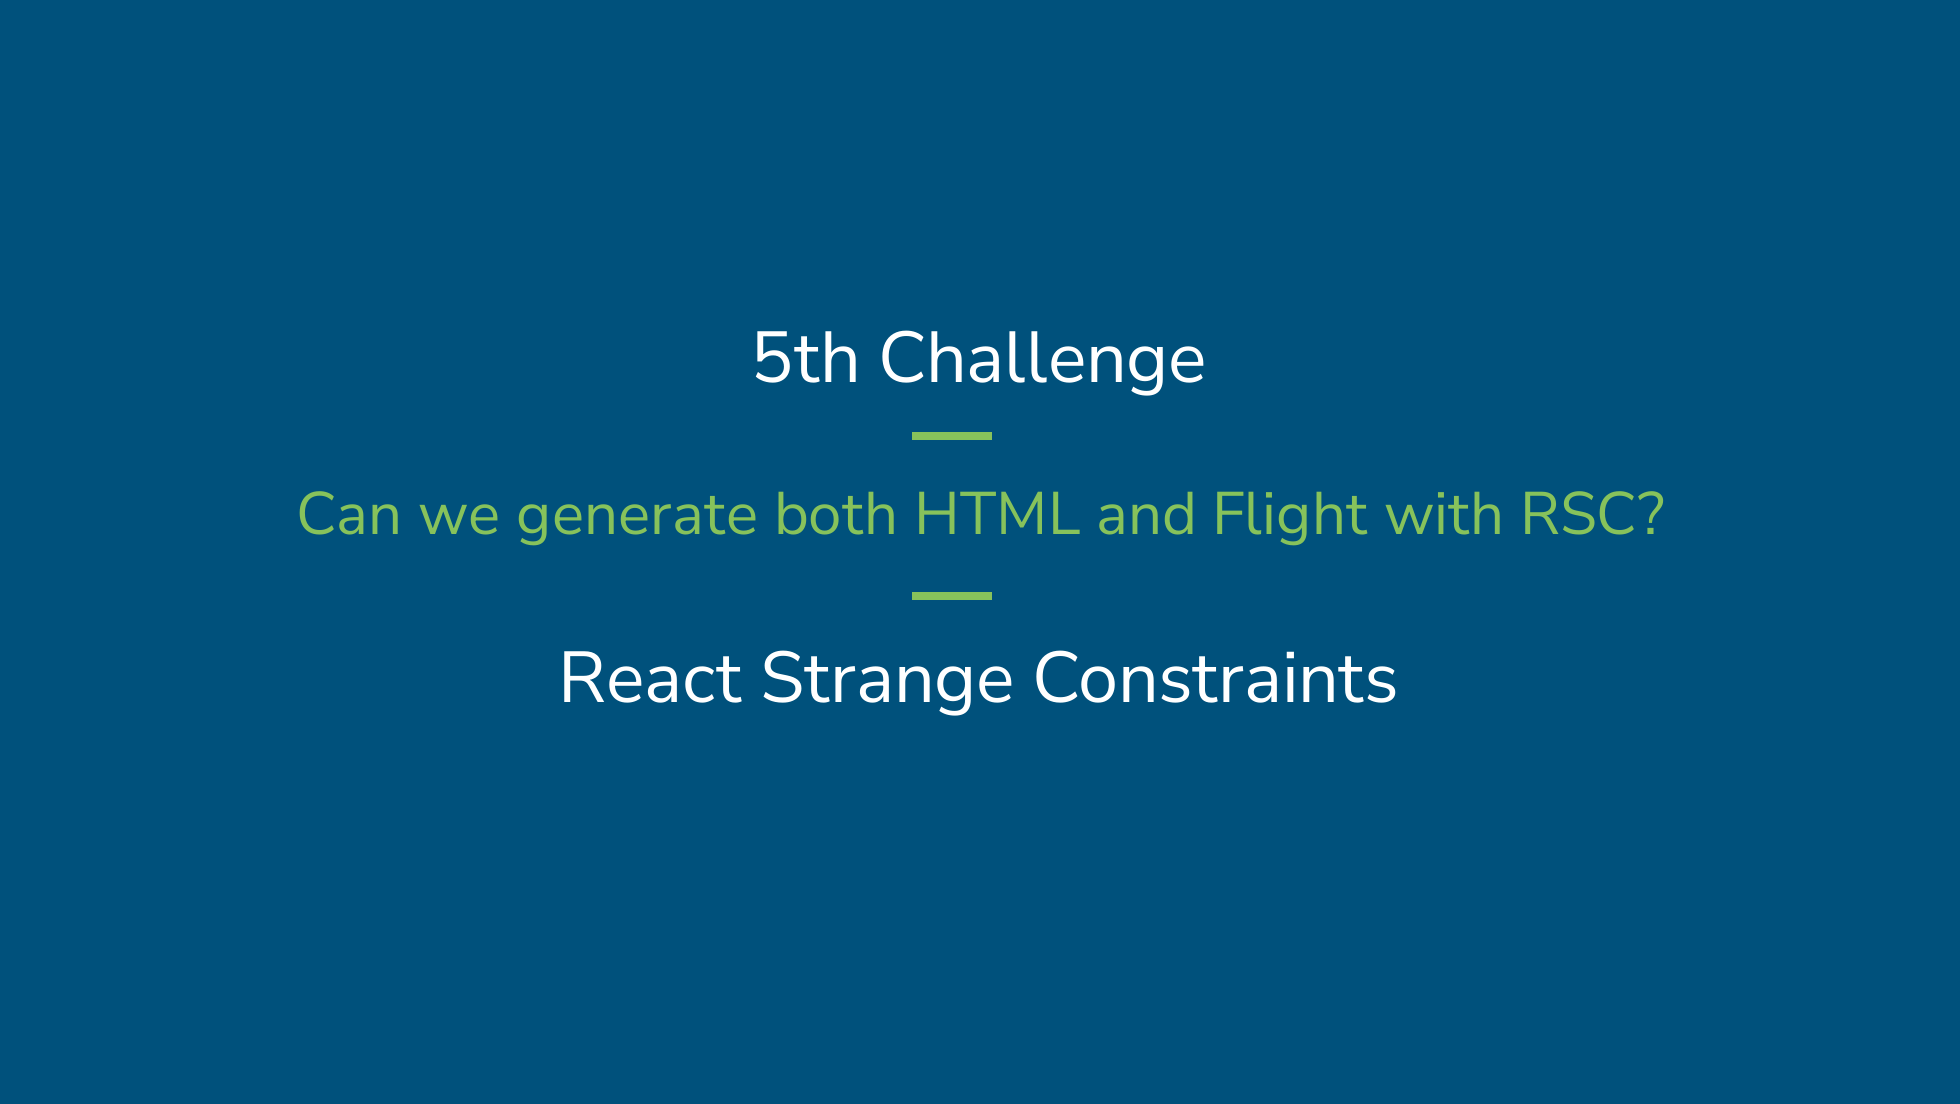 5th Challenge
Can we generate both HTML and Flight with RSC?
React Strange Constraints